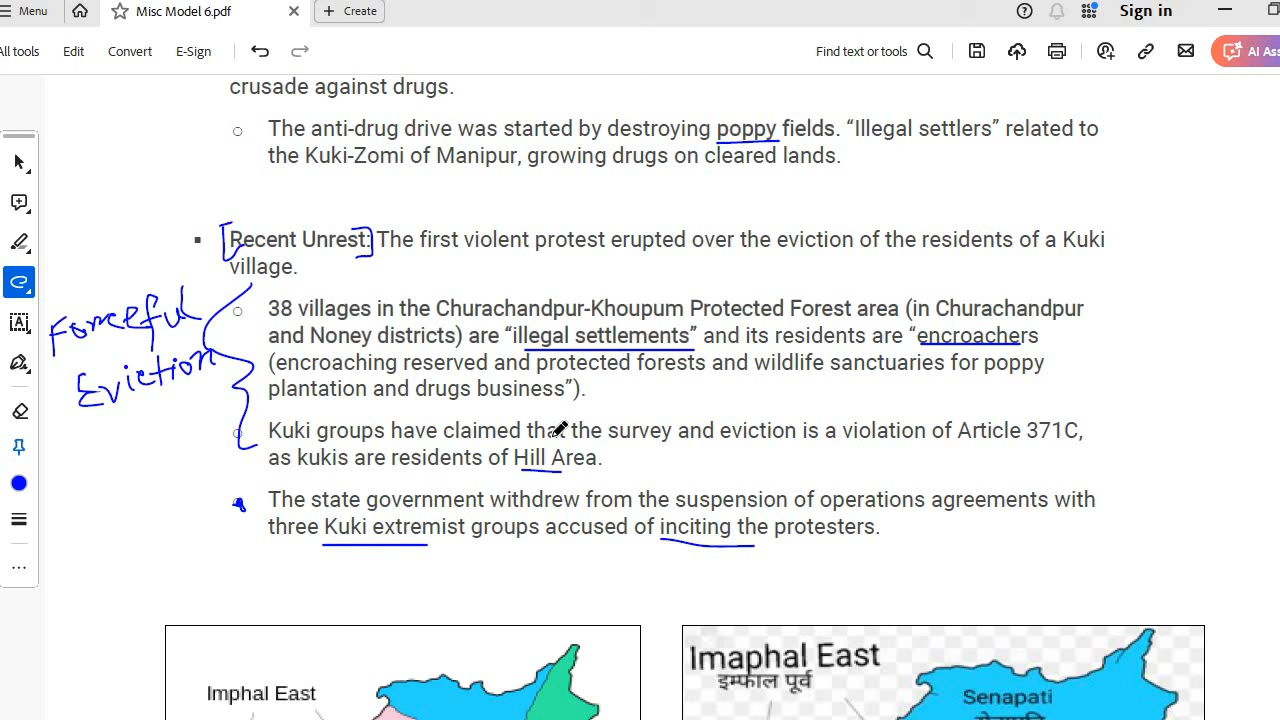 Menu
Misc Model 6.pdf
Create
Sign in
All tools
Edit
Convert
E-Sign
Find text or tools
AI Ass
crusade against drugs.
The anti-drug drive was started by destroying poppy fields. “Illegal settlers” related to
the Kuki-Zomi of Manipur, growing drugs on cleared lands.
[Recent Unrest:] The first violent protest erupted over the eviction of the residents of a Kuki
village.
Forceful
Eviction
38 villages in the Churachandpur-Khoupum Protected Forest area (in Churachandpur
and Noney districts) are “illegal settlements” and its residents are “encroachers
(encroaching reserved and protected forests and wildlife sanctuaries for poppy
plantation and drugs business”).
Kuki groups have claimed that the survey and eviction is a violation of Article 371C,
as kukis are residents of Hill Area.
The state government withdrew from the suspension of operations agreements with
three Kuki extremist groups accused of inciting the protesters.
Imphal East
Imaphal East
इम्फाल पूर्व
Senapati